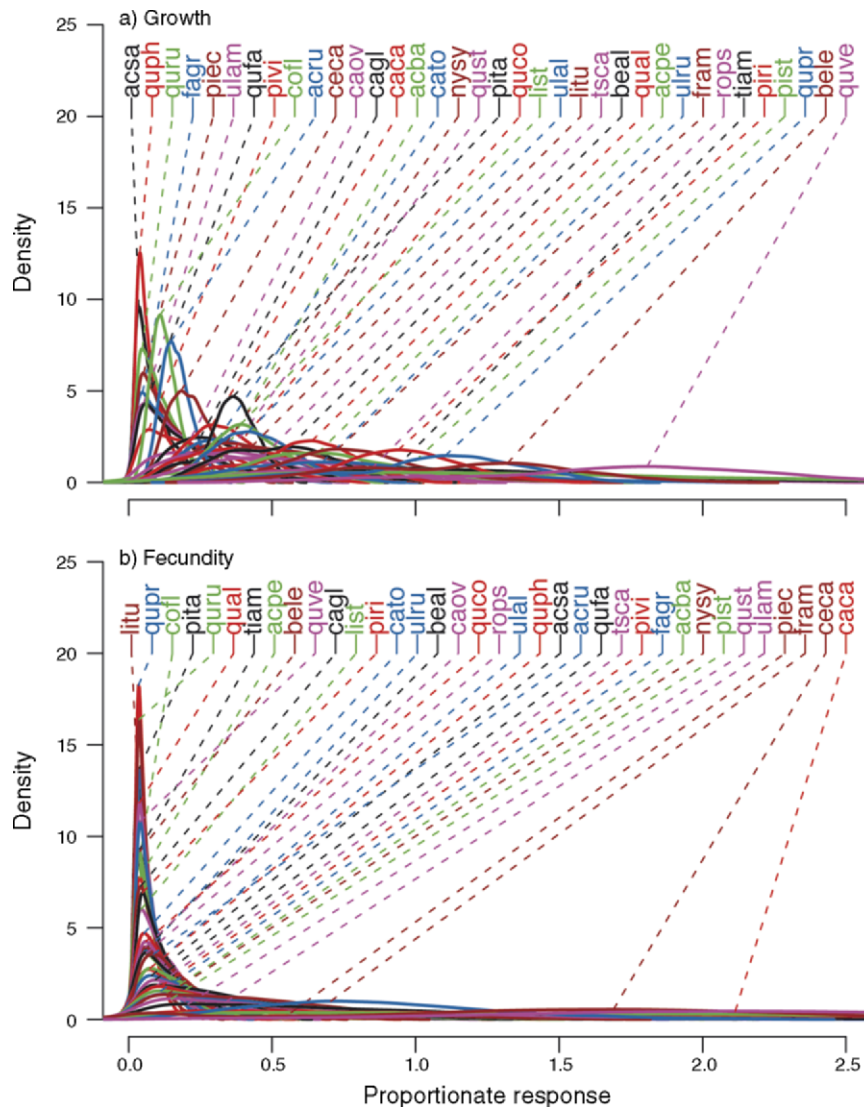 a) Growth
25
20
15
10
5
0
Density
acsa quph quru fagr piec ulam qufa pivi cofl acru ceca caov cagl caca acba cato nysy qust pita quco list ulal litu tsca beal qual acpe ulru fram rops tiam piri pist qupr bele quve
0 0.5 1.0 1.5 2.0 2.5
b) Fecundity
25
20
15
10
5
0
Density
litu qupr cofl pita quru qual tiam acpe bele quve cagl list piri cato ulru beal caov quco rops ulal quph acsa acru qufa tsca pivi fagr acba nysy pist qust ulam piec fram ceca caca
0.0 0.5 1.0 1.5 2.0 2.5
Proportionate response